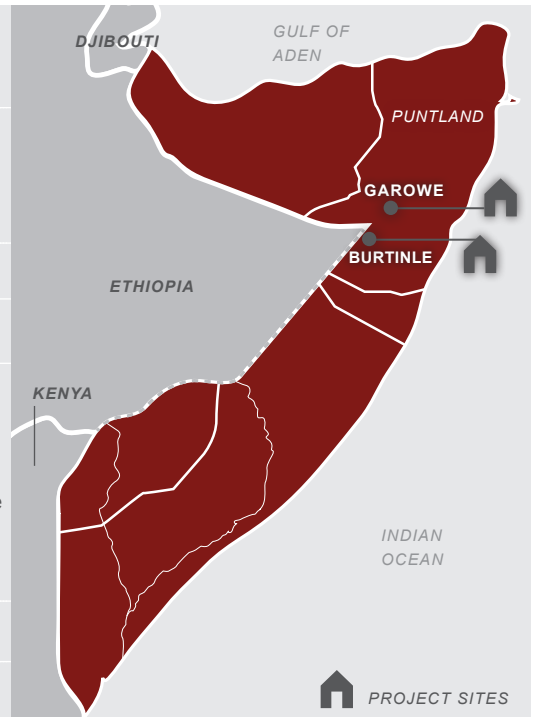 DJIBOUTI
GULF OF
ADEN
PUNTLAND
GAROWE
BURTINLE
ETHIOPIA
KENYA
e
INDIAN
OCEAN
PROJECT SITES